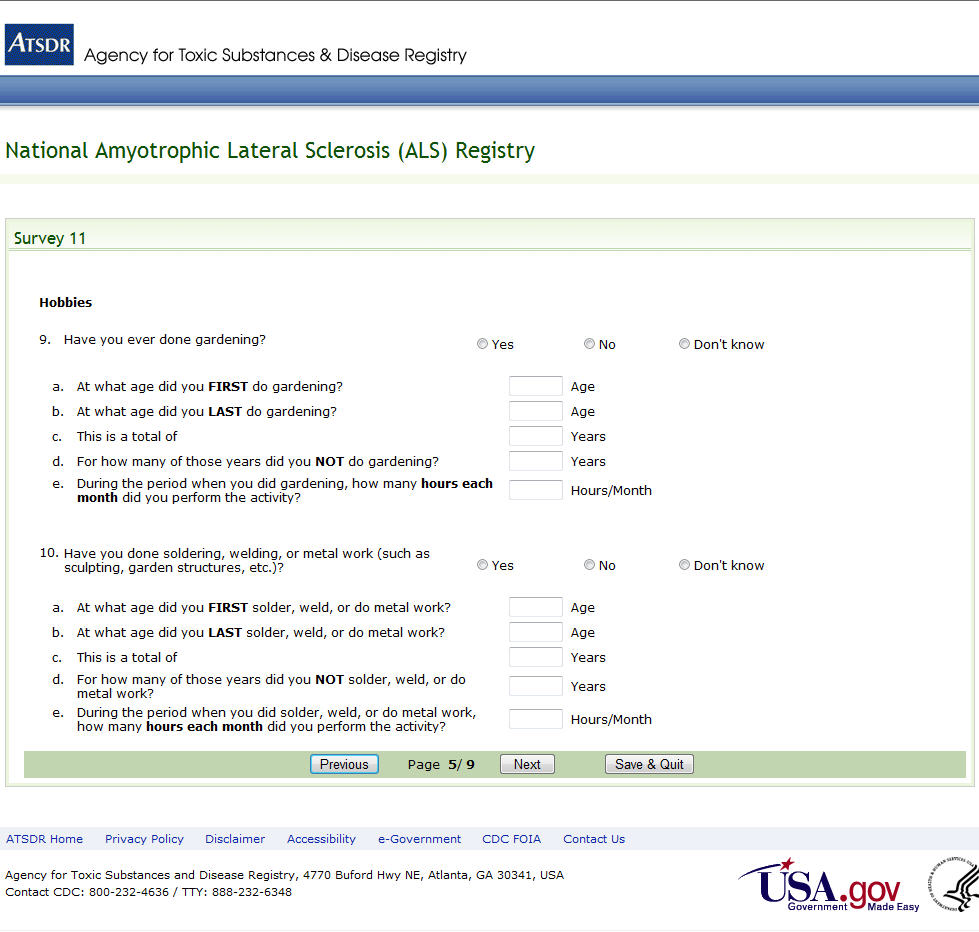 ATSDR
Agency for Toxic Substances & Disease Registry
National Amyotrophic Lateral Sclerosis (ALS) Registry
Survey 11
Hobbies
9. Have you ever done gardening? Yes No Don't know
a. At what age did you FIRST do gardening? Age
b. At what age did you LAST do gardening? Age
c. This is a total of Years
d. For how many of those years did you NOT do gardening? Years
e. During the period when you did gardening, how many hours each
month did you perform the activity? Hours/Month
10. Have you done soldering, welding, or metal work (such as
sculpting, garden structures, etc.)? Yes No Don't know
a. At what age did you FIRST solder, weld, or do metal work? Age
b. At what age did you LAST solder, weld, or do metal work? Age
c. This is a total of Years
d. For how many of those years did you NOT solder, weld, or do
metal work? Years
e. During the period when you did solder, weld, or do metal work,
how many hours each month did you perform the activity? Hours/Month
Previous Page 5/ 9 Next Save & Quit
ATSDR Home Privacy Policy Disclaimer Accessibility e-Government CDC FOIA Contact Us
Agency for Toxic Substances and Disease Registry, 4770 Buford Hwy NE, Atlanta, GA 30341, USA
Contact CDC: 800-232-4636 / TTY: 888-232-6348
USA.gov
Government Made Easy